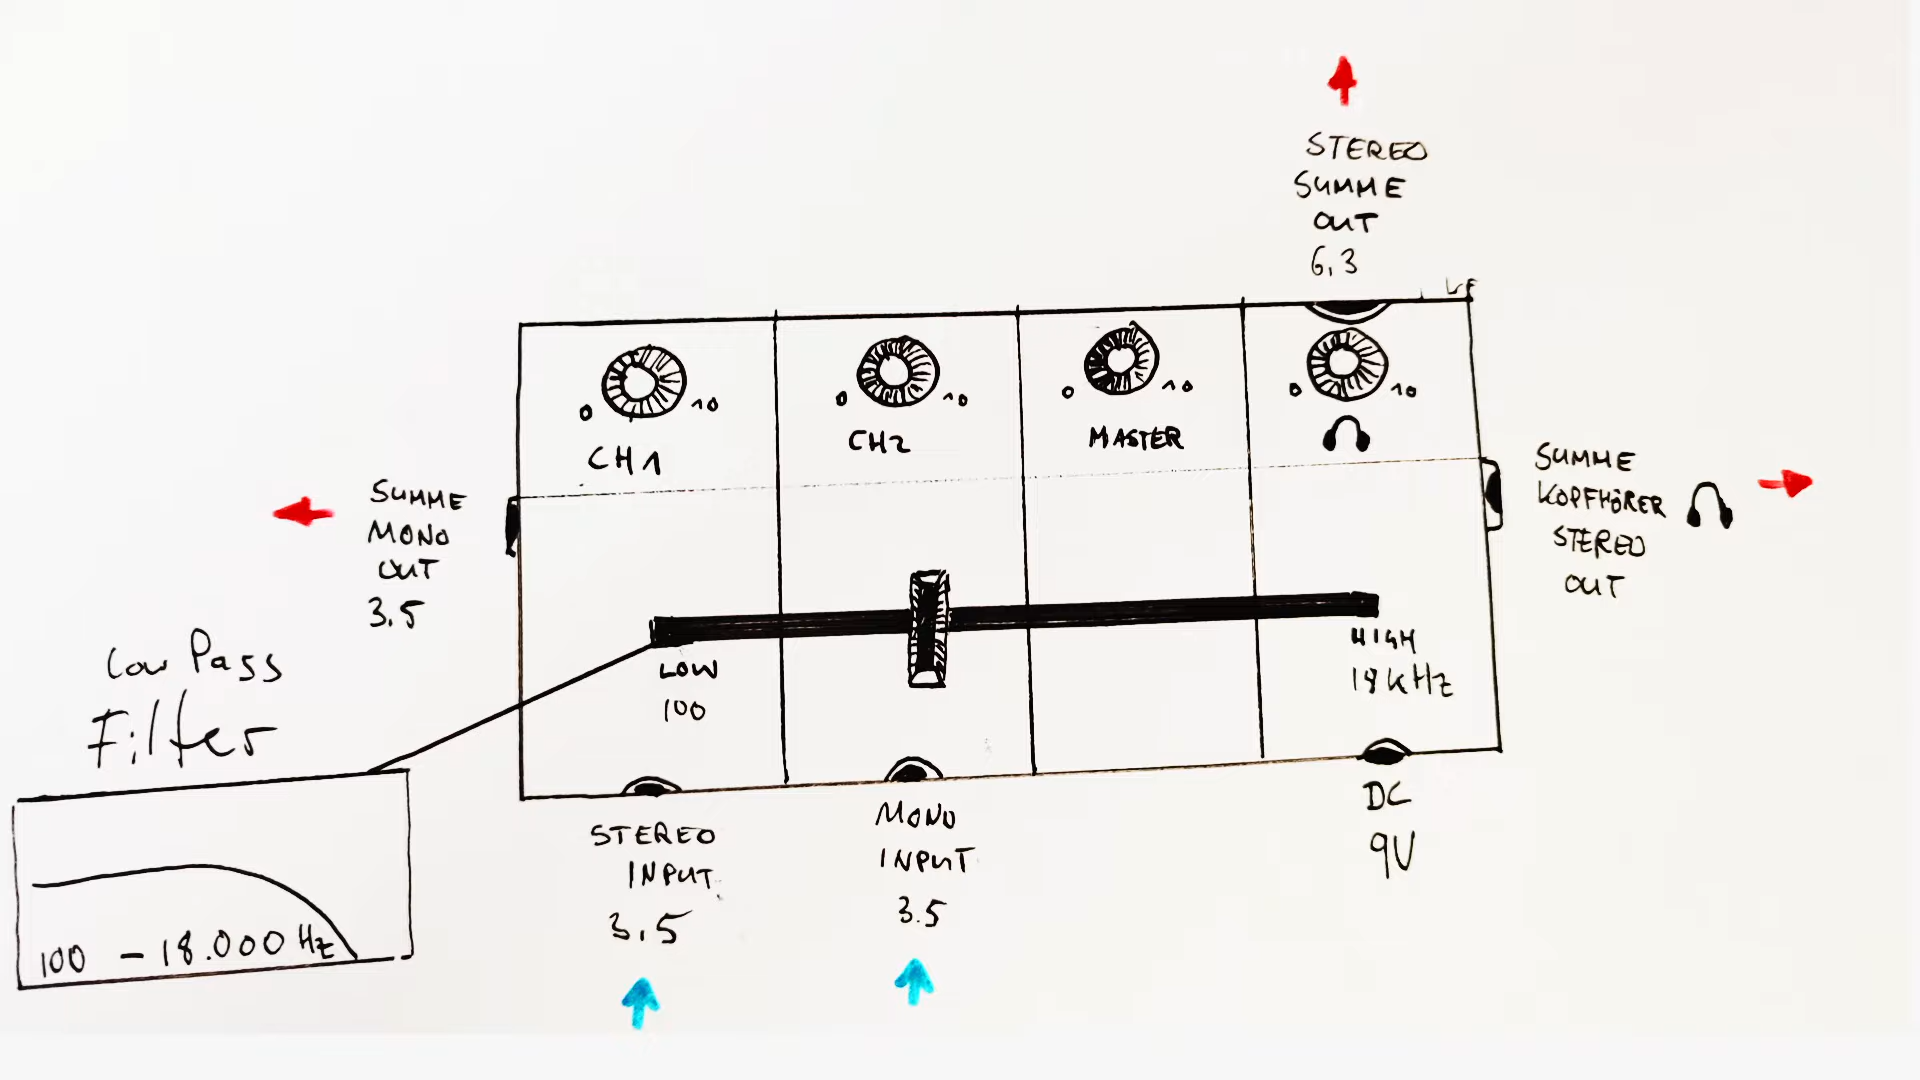 STEREO
SUMME
OUT
6,3
0 10
CH1
0 10
CH2
0 10
MASTER
0 10
SUMME
MONO
OUT
3.5
SUMME
KOPFHÖRER
STEREO
OUT
Low Pass
Filter
LOW
100
HIGH
18KHz
100 – 18.000 Hz
STEREO
INPUT
3,5
MONO
INPUT
3.5
DC
9V